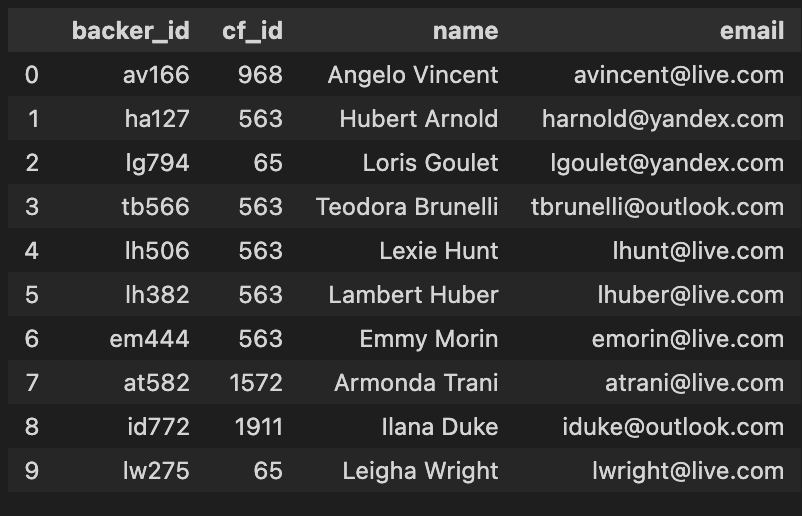 backer_id cf_id name email
0 av166 968 Angelo Vincent avincent@live.com
1 ha127 563 Hubert Arnold harnold@yandex.com
2 lg794 65 Loris Goulet lgoulet@yandex.com
3 tb566 563 Teodora Brunelli tbrunelli@outlook.com
4 lh506 563 Lexie Hunt lhunt@live.com
5 lh382 563 Lambert Huber lhuber@live.com
6 em444 563 Emmy Morin emorin@live.com
7 at582 1572 Armonda Trani atrani@live.com
8 id772 1911 Ilana Duke iduke@outlook.com
9 lw275 65 Leigha Wright lwright@live.com